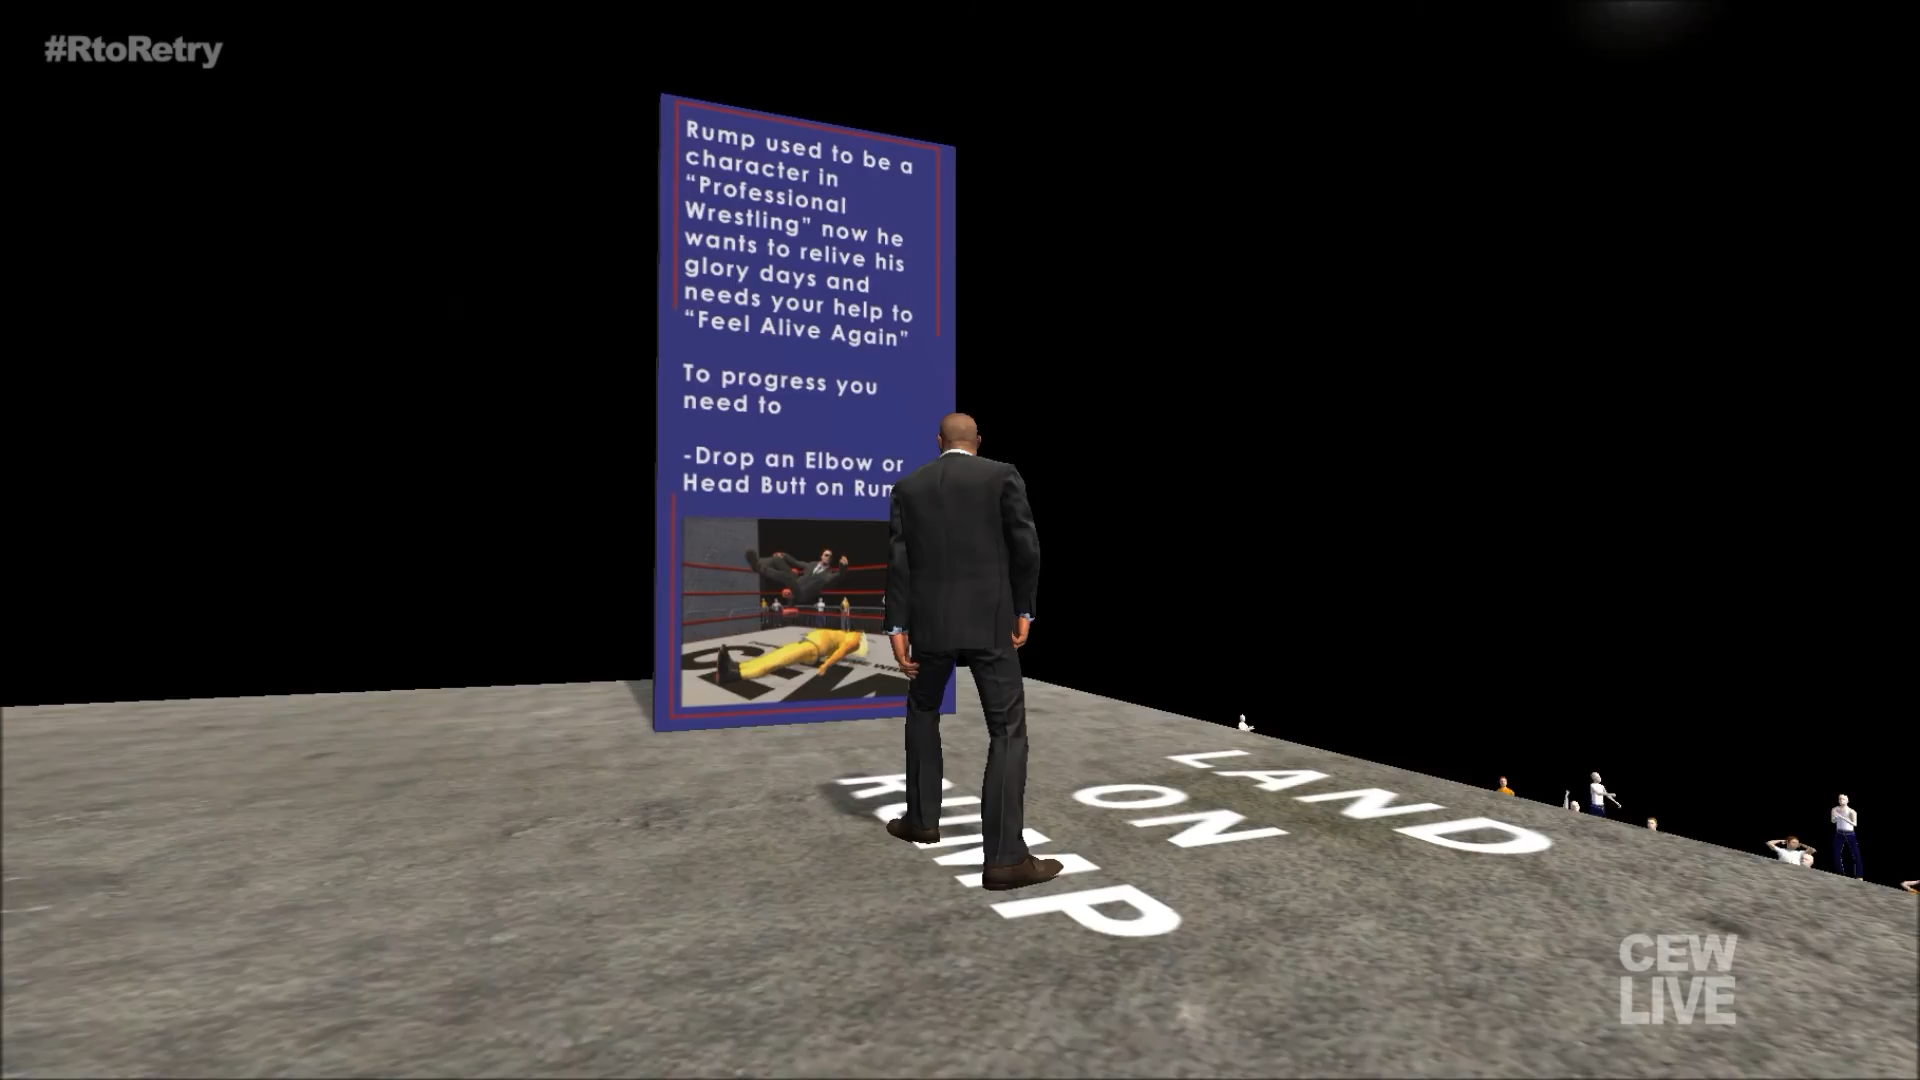 #RtoRetry
Rump used to be a
character in
“Professional
Wrestling” now he
wants to relive his
glory days and
needs your help to
“Feel Alive Again”
To progress you
need to
-Drop an Elbow or
Head Butt on
LAND
ON
RUMP
CEW
LIVE